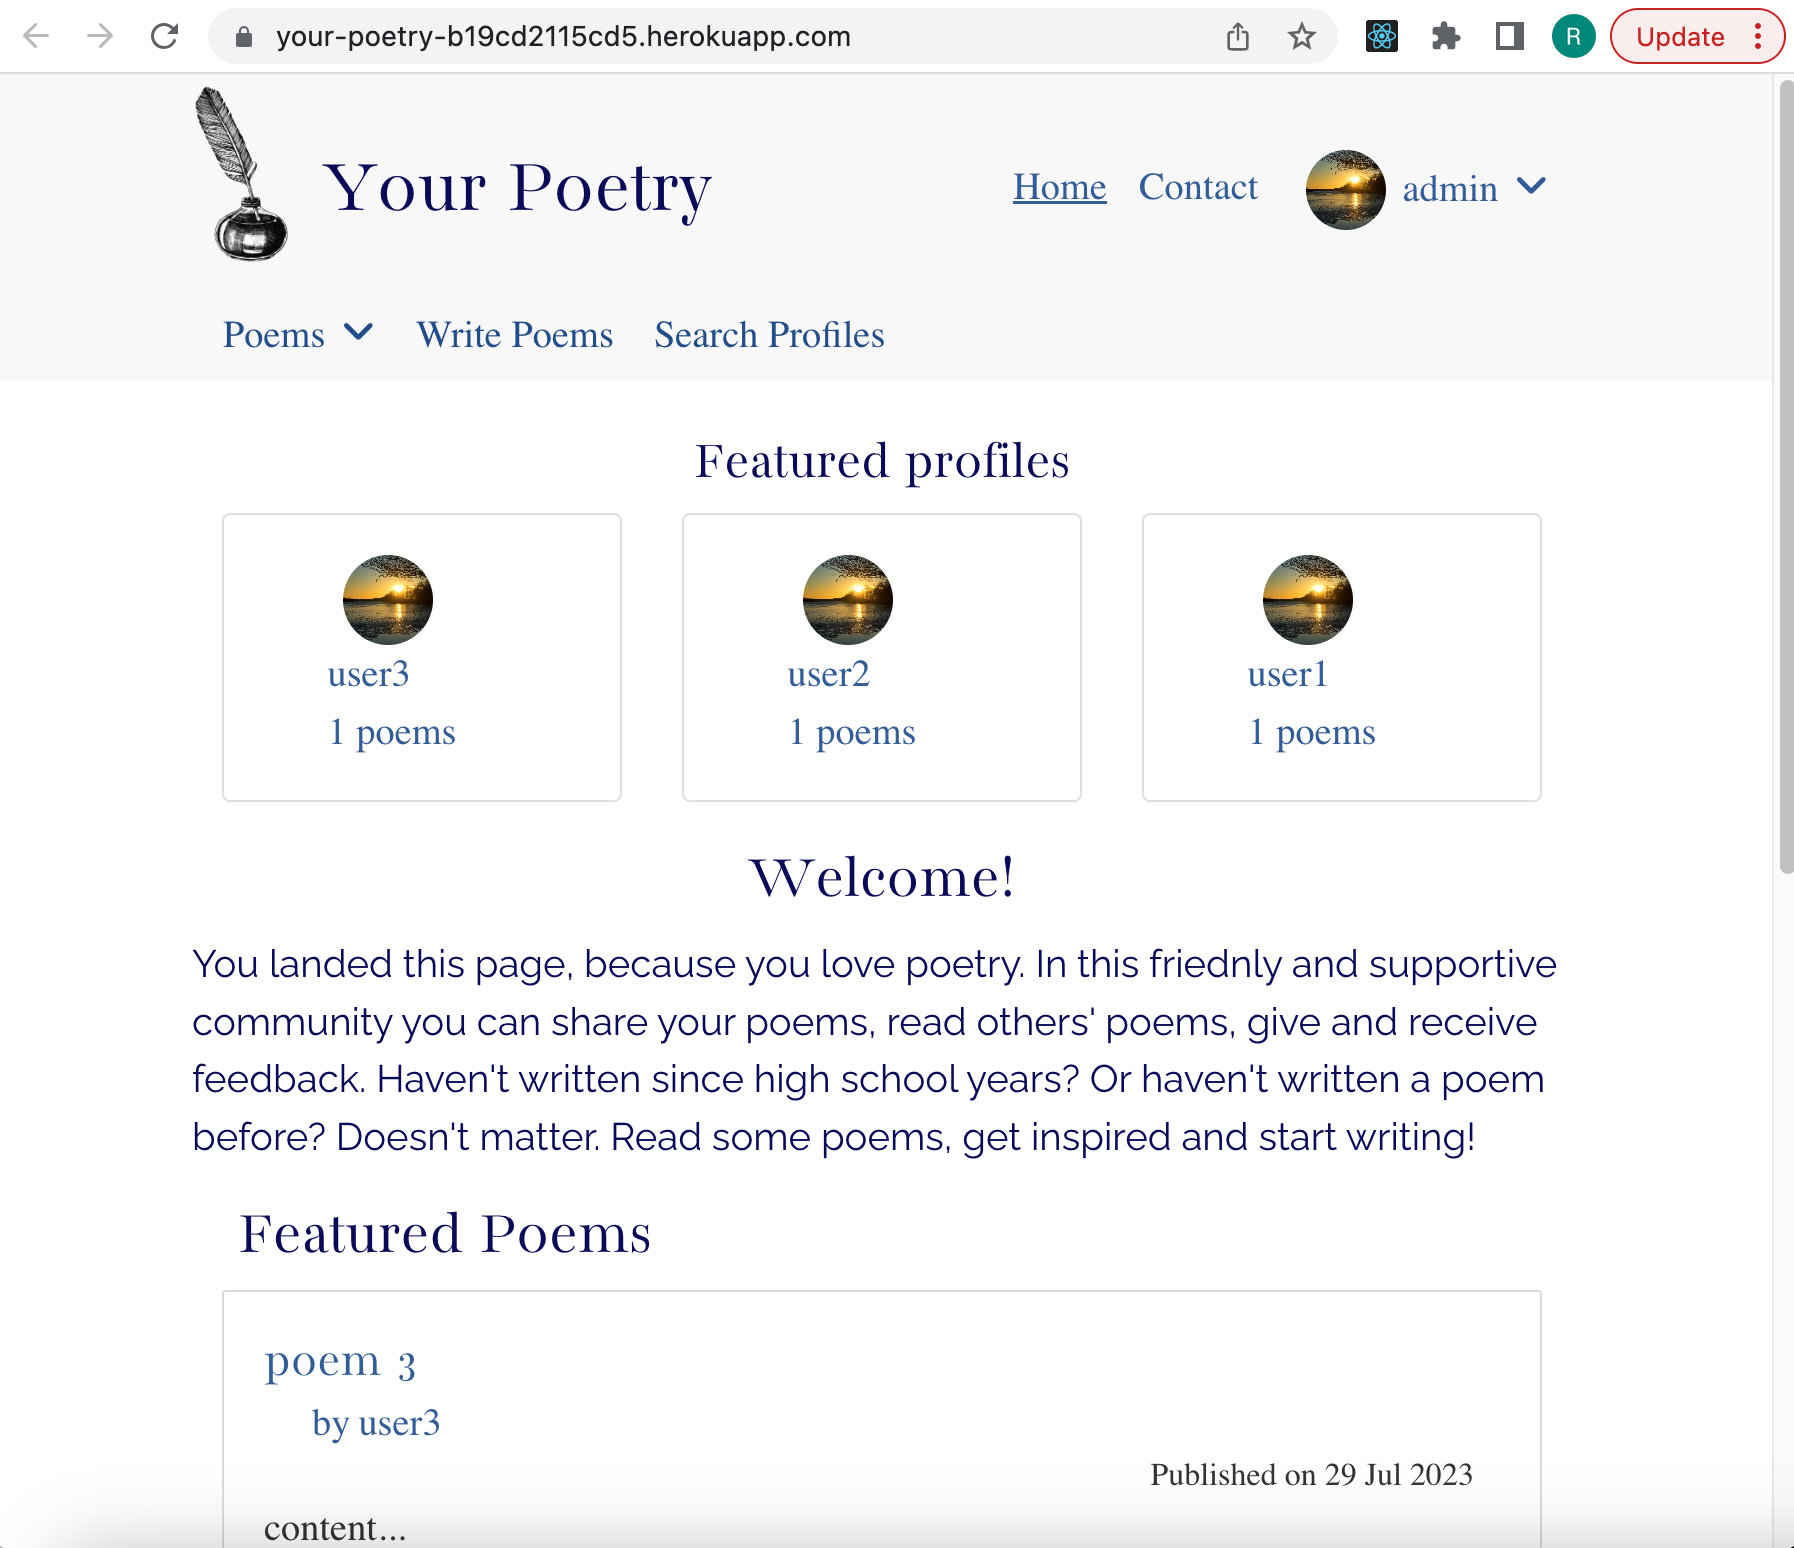 your-poetry-b19cd2115cd5.herokuapp.com
R
Update
Your Poetry
Home Contact admin
Poems Write Poems Search Profiles
Featured profiles
user3 user2 user1
1 poems 1 poems 1 poems
Welcome!
You landed this page, because you love poetry. In this friednly and supportive
community you can share your poems, read others' poems, give and receive
feedback. Haven't written since high school years? Or haven't written a poem
before? Doesn't matter. Read some poems, get inspired and start writing!
Featured Poems
poem 3
by user3
Published on 29 Jul 2023
content...